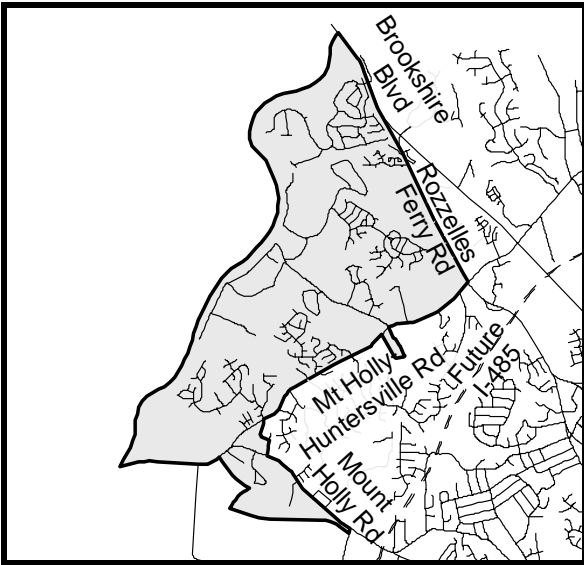 Brookshire
Blvd
Rozzelles
Ferry Rd
Mt Holly
Huntersville Rd
Future
I-485
Mount
Holly Rd